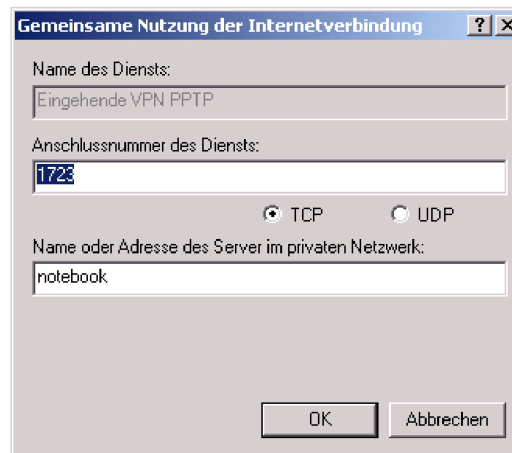 Gemeinsame Nutzung der Internetverbindung
Name des Diensts:
Eingehende VPN PPTP
Anschlussnummer des Diensts:
1723
TCP UDP
Name oder Adresse des Server im privaten Netzwerk:
notebook
OK Abbrechen